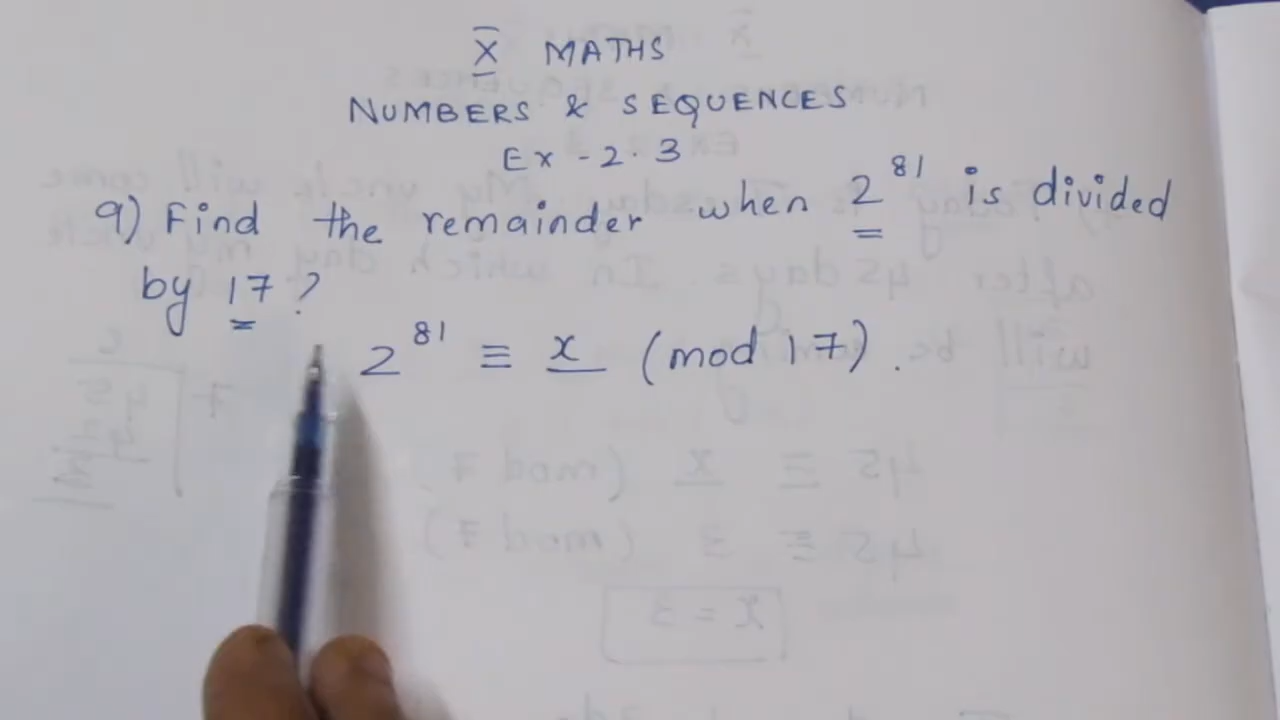 X MATHS
NUMBERS & SEQUENCES
Ex - 2.3
9) Find the remainder when 2^81 is divided
by 17?
2^81 ≡ x (mod 17).